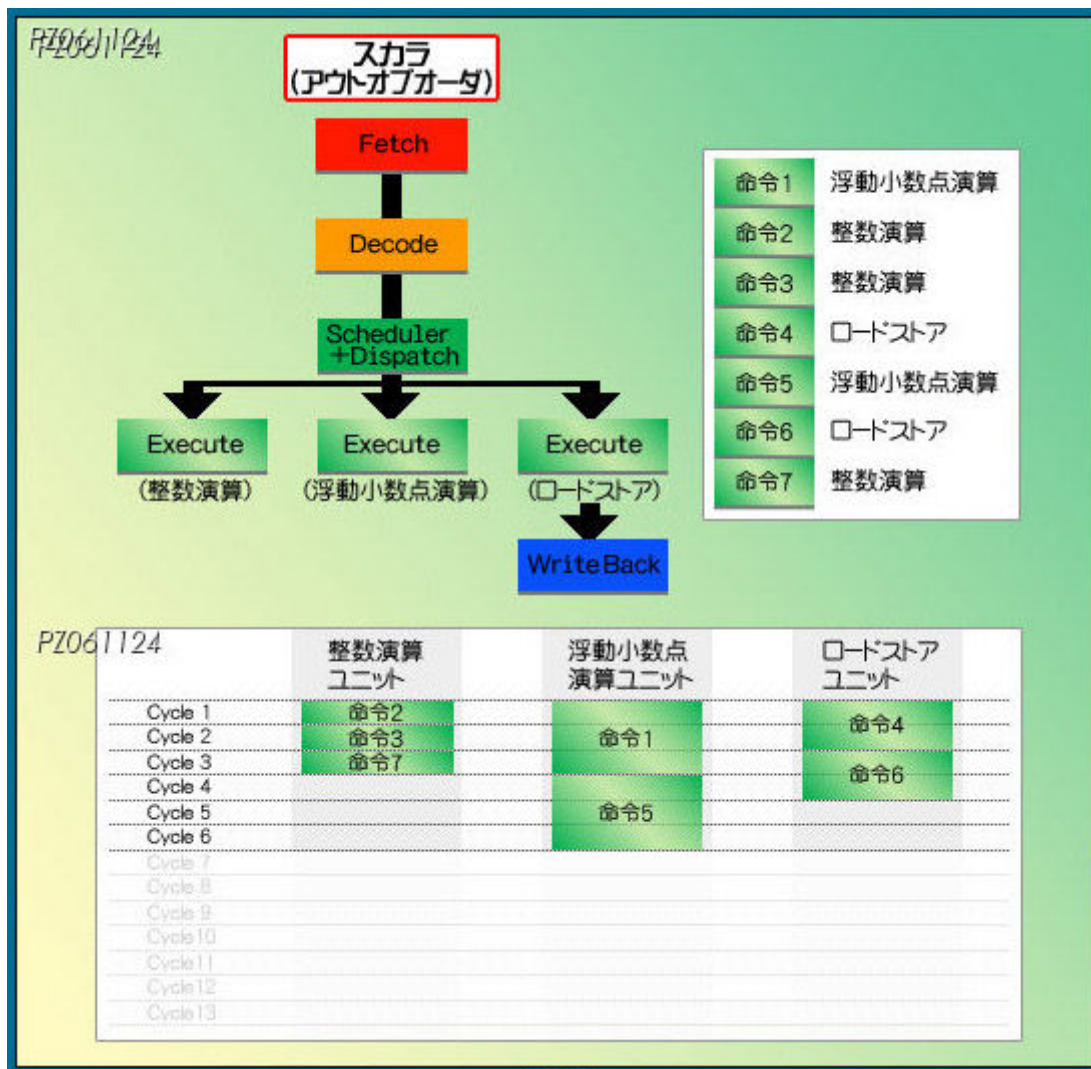 PZ061124
スカラ
(アウトオブオーダ)
Fetch
Decode
Scheduler
+Dispatch
Execute
Execute
Execute
(整数演算)
(浮動小数点演算)
(ロードストア)
WriteBack
命令1 浮動小数点演算
命令2 整数演算
命令3 整数演算
命令4 ロードストア
命令5 浮動小数点演算
命令6 ロードストア
命令7 整数演算
PZ061124
整数演算
ユニット
浮動小数点
演算ユニット
ロードストア
ユニット
Cycle 1
Cycle 2
Cycle 3
Cycle 4
Cycle 5
Cycle 6
Cycle 7
Cycle 8
Cycle 9
Cycle10
Cycle11
Cycle12
Cycle13
命令2
命令3
命令7
命令1
命令5
命令4
命令6